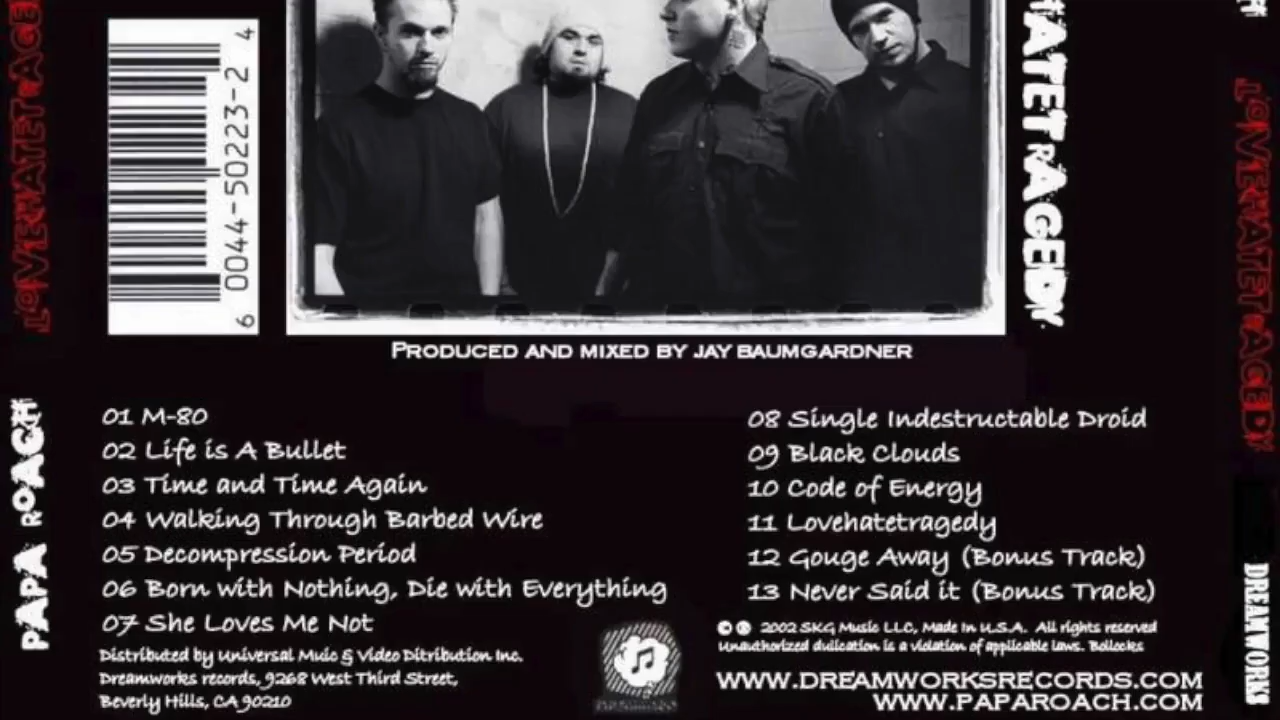 LOVEHATETRAGEDY
PAPA ROACH
6 0044-50223-2 4
HATETRAGEDY
PRODUCED AND MIXED BY JAY BAUMGARDNER
01 M-80
02 Life is A Bullet
03 Time and Time Again
04 Walking Through Barbed Wire
05 Decompression Period
06 Born with Nothing, Die with Everything
07 She Loves Me Not
Distributed by Universal Muic & Video Ditribution Inc.
Dreamworks records, 9268 West Third Street,
Beverly Hills, CA 90210
08 Single Indestructable Droid
09 Black Clouds
10 Code of Energy
11 Lovehatetragedy
12 Gouge Away (Bonus Track)
13 Never Said it (Bonus Track)
2002 SKG Music LLC, Made In U.S.A. All rights reserved
Unauthorized dulication is a violation of applicable laws. Bollocks
WWW.DREAMWORKSRECORDS.COM
WWW.PAPAROACH.COM
LOVEHATETRAGEDY
DREAMWORKS